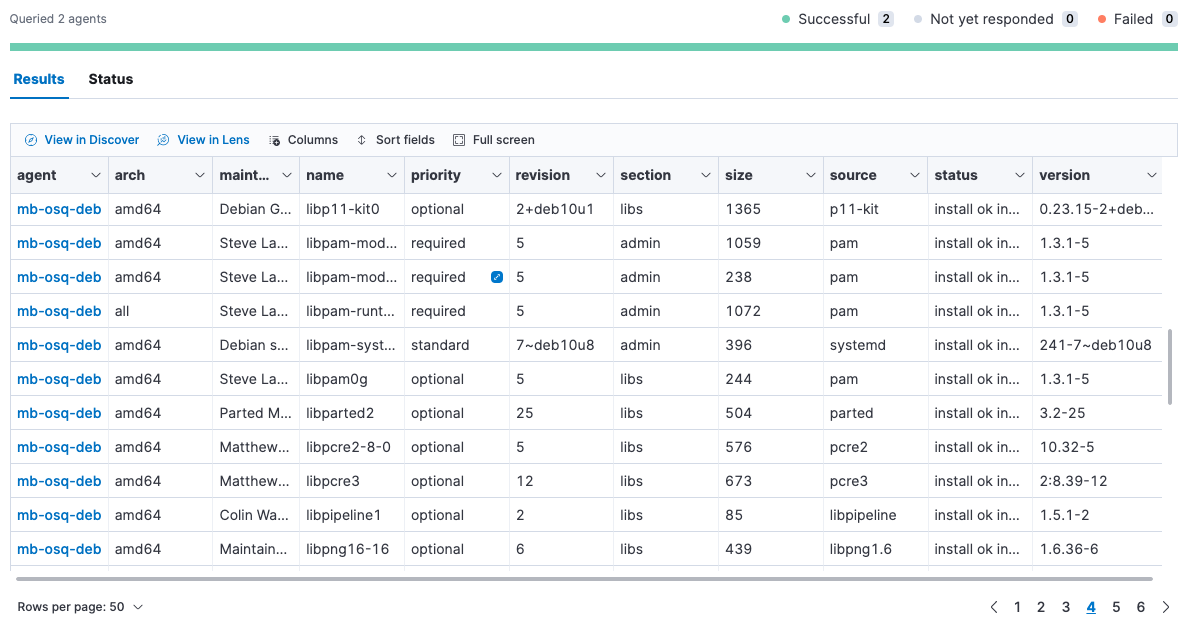 Queried 2 agents Successful 2 Not yet responded 0 Failed 0
Results Status
View in Discover View in Lens Columns Sort fields Full screen
agent arch maint... name priority revision section size source status version
mb-osq-deb amd64 Debian G... libp11-kit0 optional 2+deb10u1 libs 1365 p11-kit install ok in... 0.23.15-2+deb...
mb-osq-deb amd64 Steve La... libpam-mod... required 5 admin 1059 pam install ok in... 1.3.1-5
mb-osq-deb amd64 Steve La... libpam-mod... required 5 admin 238 pam install ok in... 1.3.1-5
mb-osq-deb all Steve La... libpam-runt... required 5 admin 1072 pam install ok in... 1.3.1-5
mb-osq-deb amd64 Debian s... libpam-syst... standard 7~deb10u8 admin 396 systemd install ok in... 241-7~deb10u8
mb-osq-deb amd64 Steve La... libpam0g optional 5 libs 244 pam install ok in... 1.3.1-5
mb-osq-deb amd64 Parted M... libparted2 optional 25 libs 504 parted install ok in... 3.2-25
mb-osq-deb amd64 Matthew... libpcre2-8-0 optional 5 libs 576 pcre2 install ok in... 10.32-5
mb-osq-deb amd64 Matthew... libpcre3 optional 12 libs 673 pcre3 install ok in... 2:8.39-12
mb-osq-deb amd64 Colin Wa... libpipeline1 optional 2 libs 85 libpipeline install ok in... 1.5.1-2
mb-osq-deb amd64 Maintain... libpng16-16 optional 6 libs 439 libpng1.6 install ok in... 1.6.36-6
Rows per page: 50 1 2 3 4 5 6